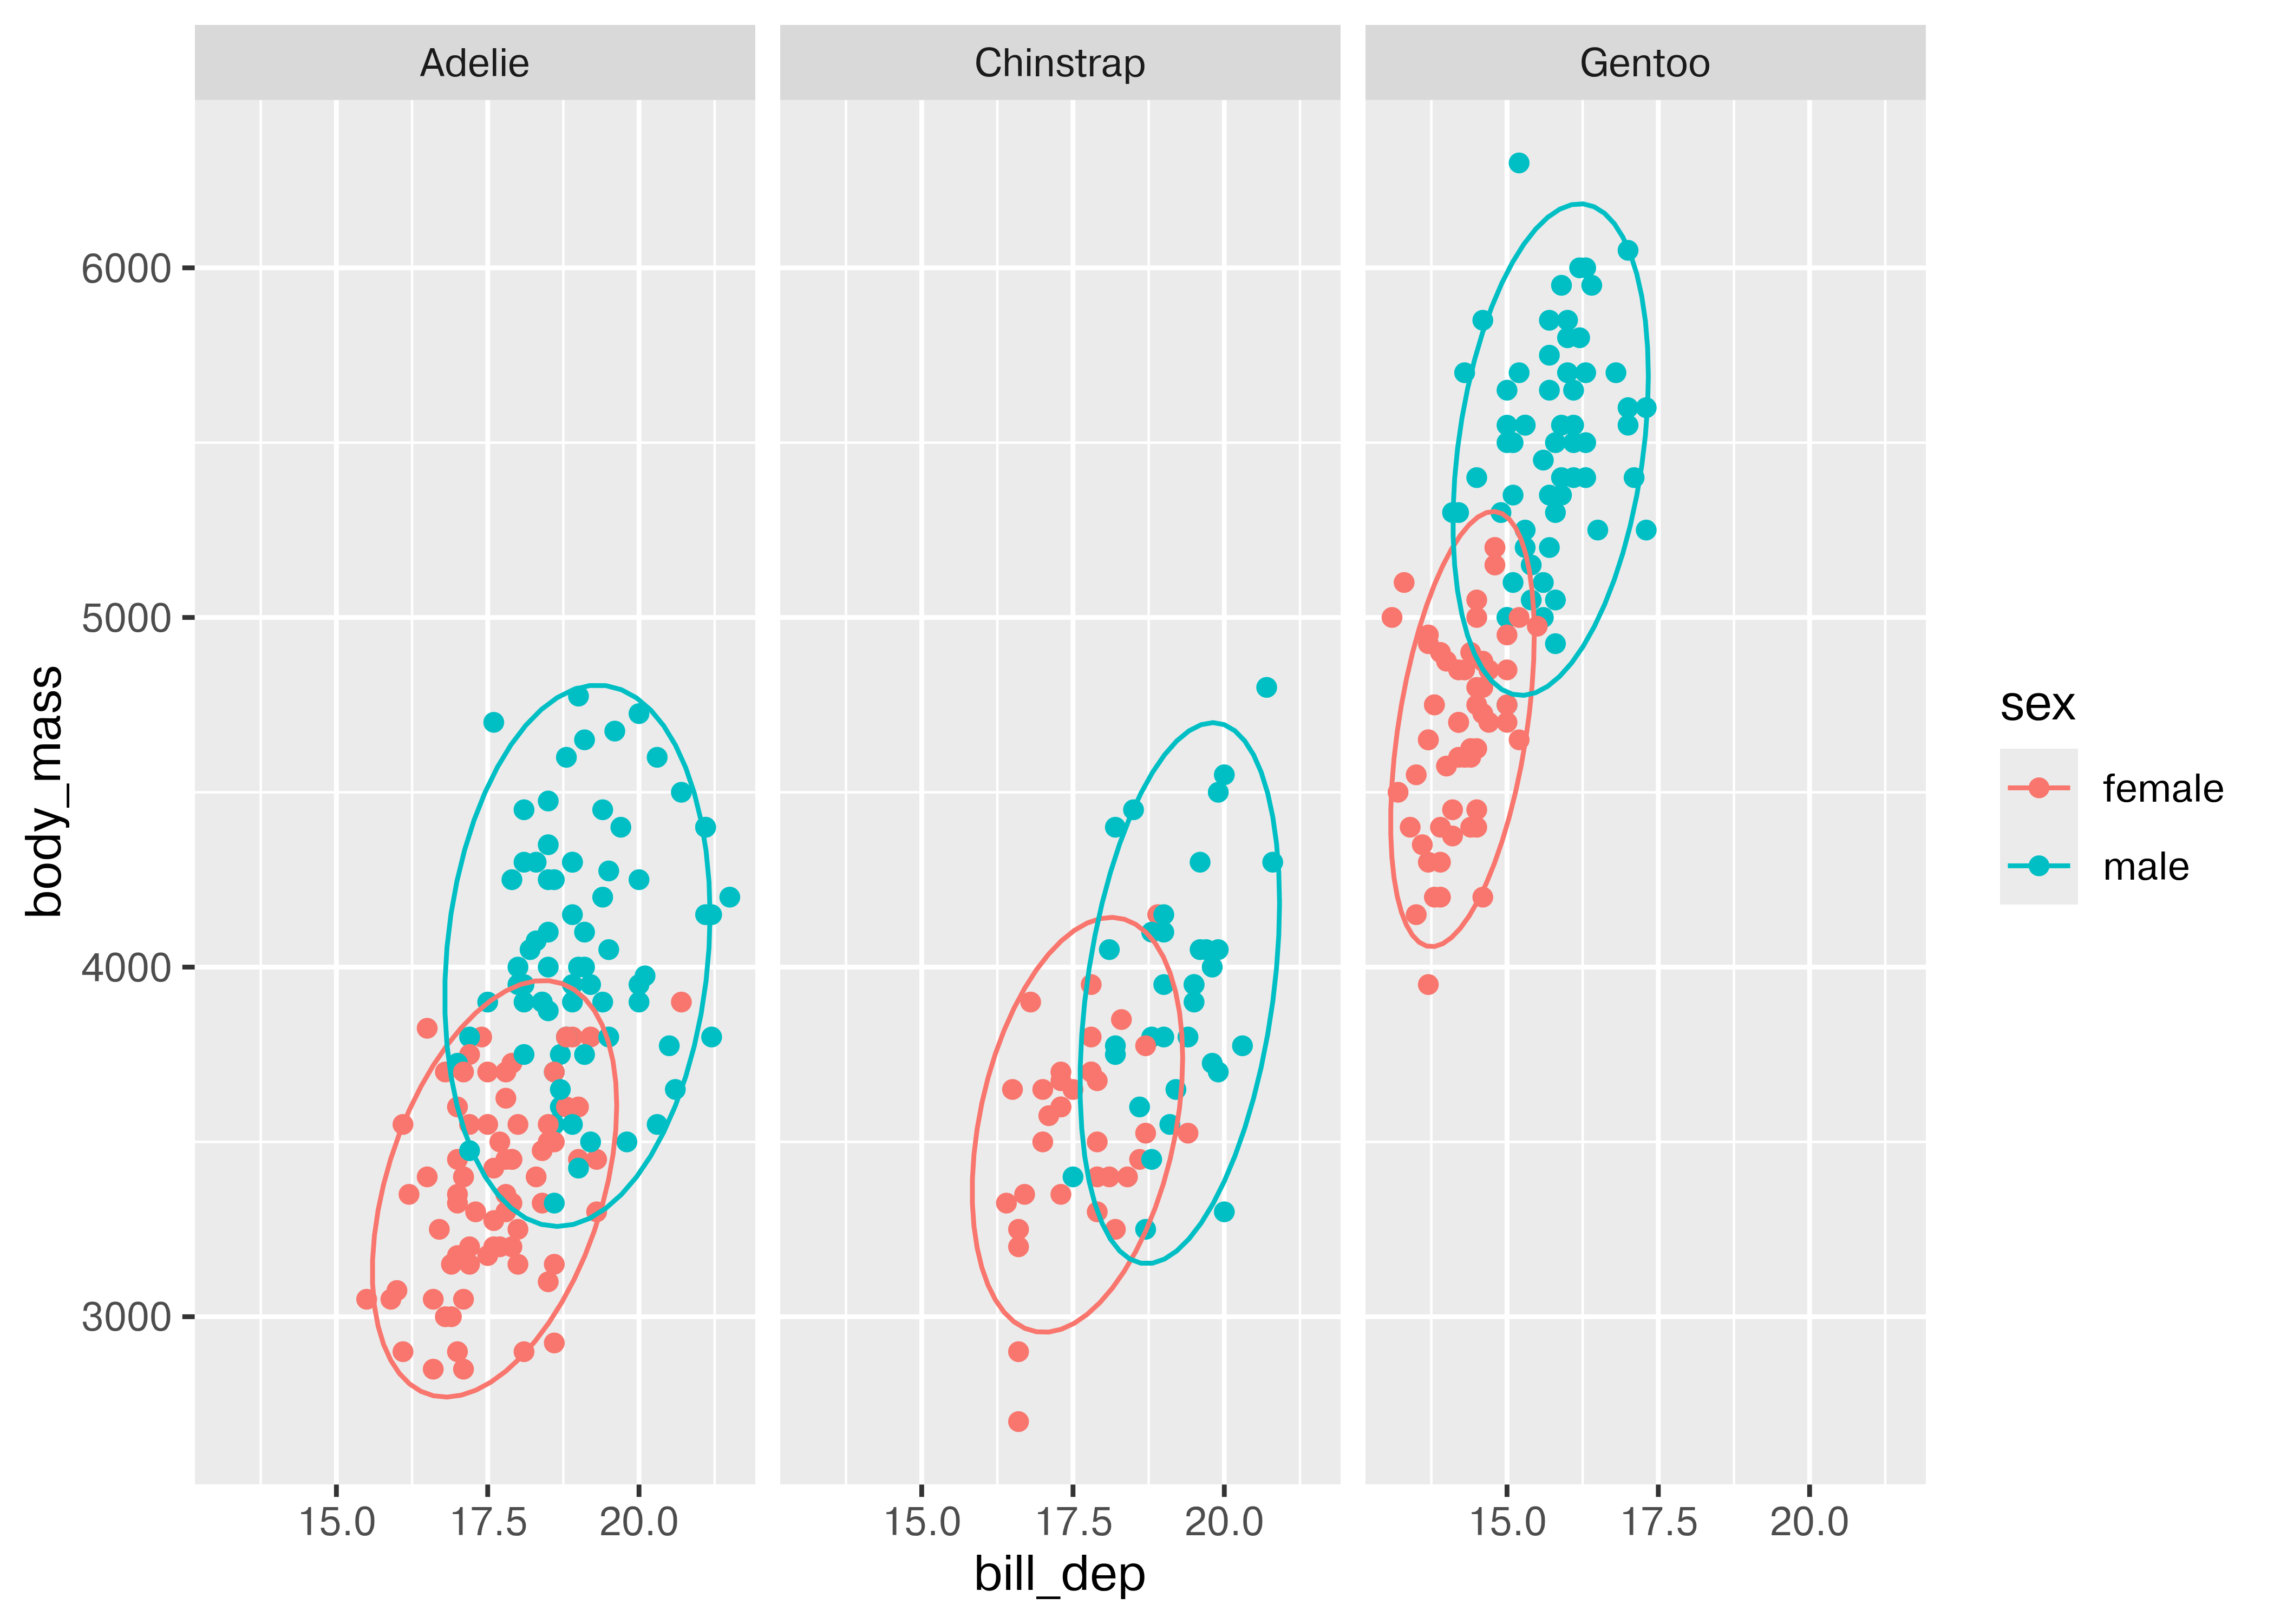 Adelie Chinstrap Gentoo
6000
5000
4000
3000
body_mass
15.0 17.5 20.0 15.0 17.5 20.0 15.0 17.5 20.0
bill_dep
sex
female
male